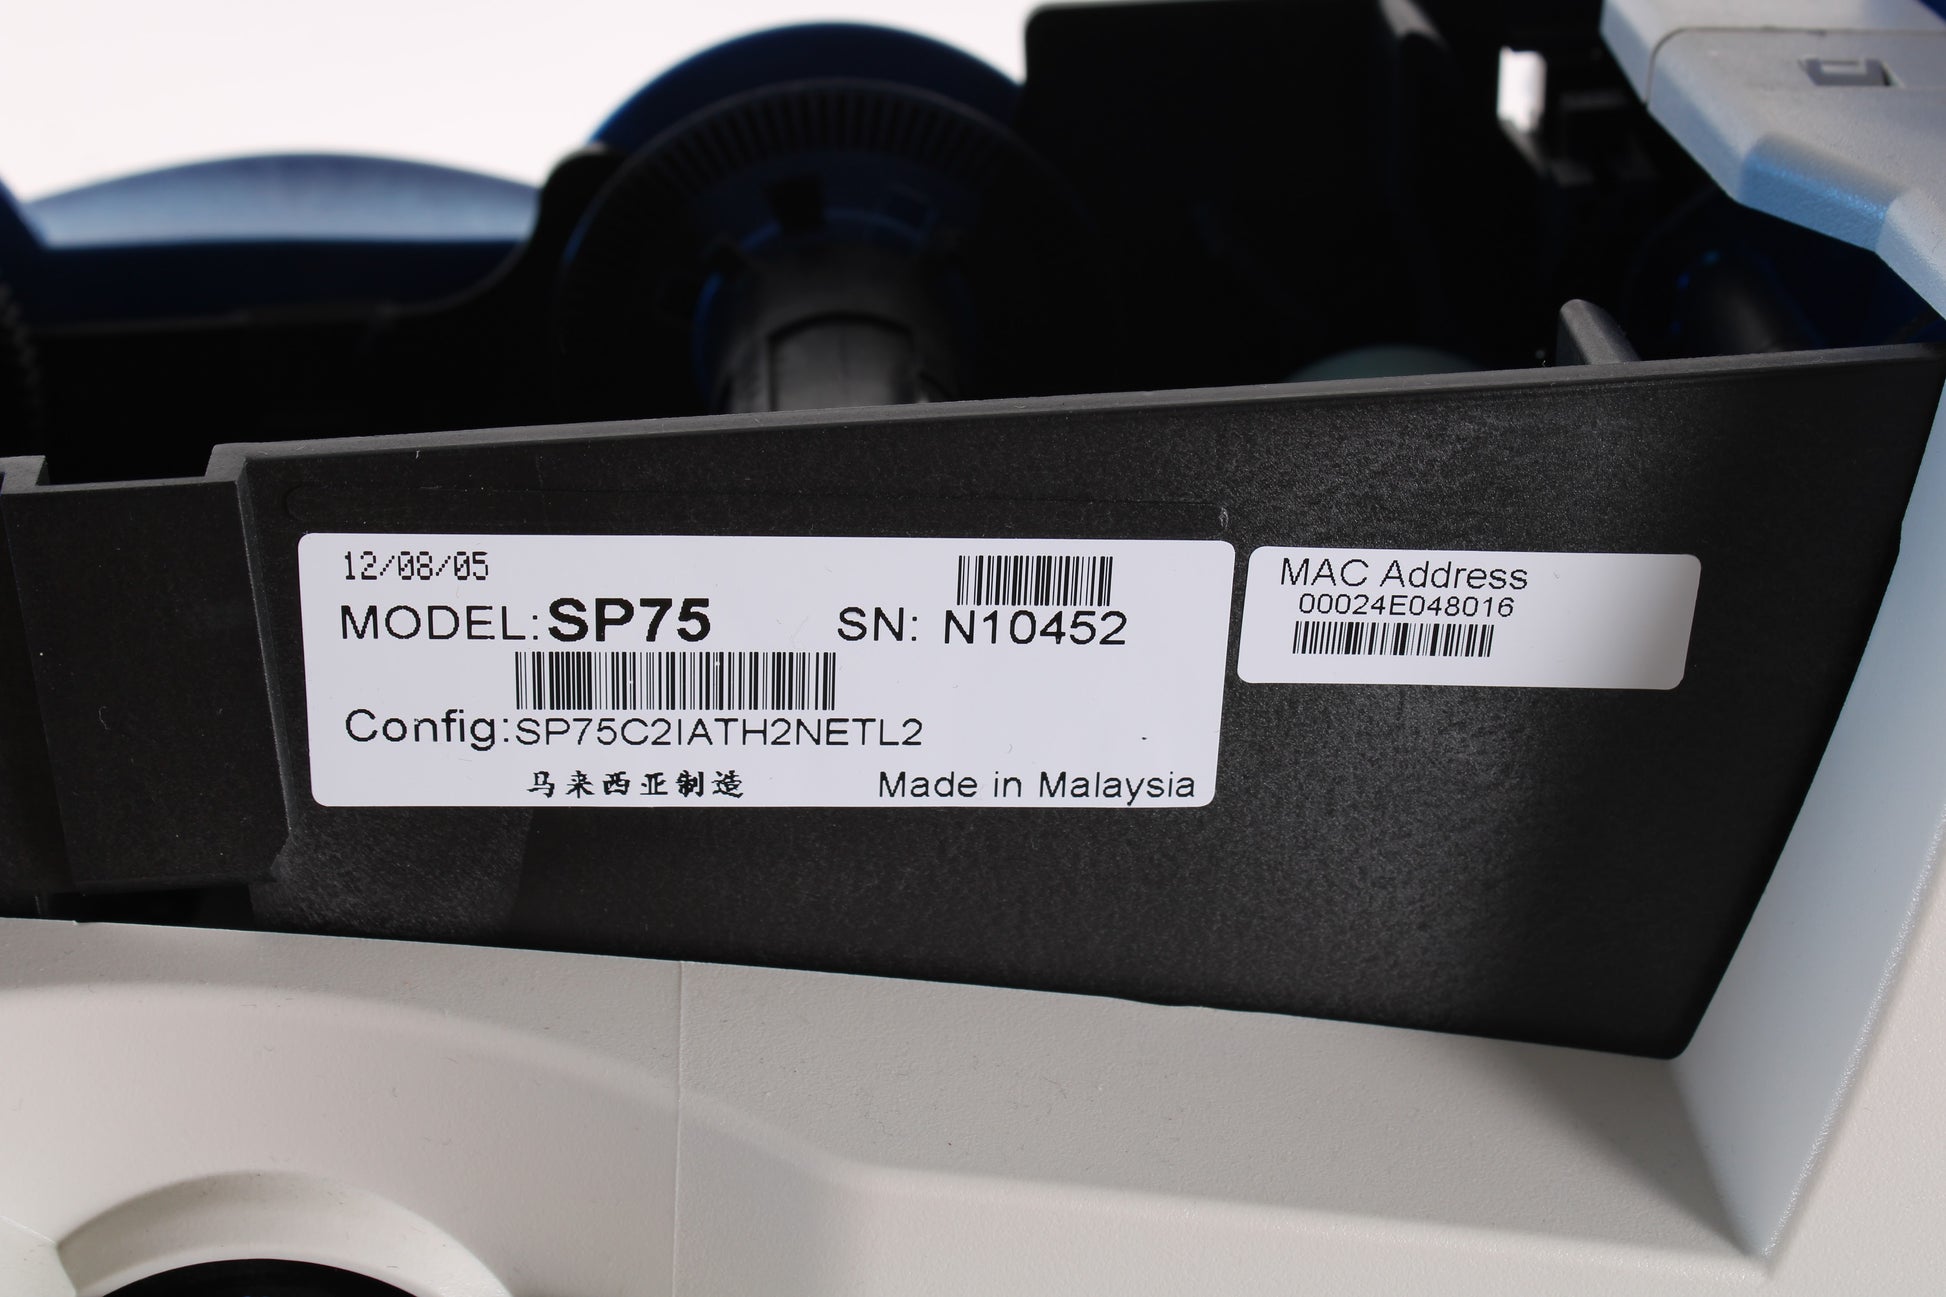 12/08/05
MODEL:SP75 SN: N10452
Config:SP75C2IATH2NETL2
马来西亚制造 Made in Malaysia
MAC Address
00024E048016